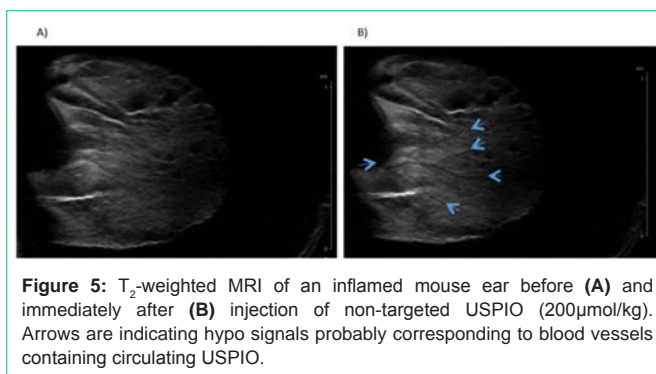 A) B)
Figure 5: T₂-weighted MRI of an inflamed mouse ear before (A) and
immediately after (B) injection of non-targeted USPIO (200µmol/kg).
Arrows are indicating hypo signals probably corresponding to blood vessels
containing circulating USPIO.